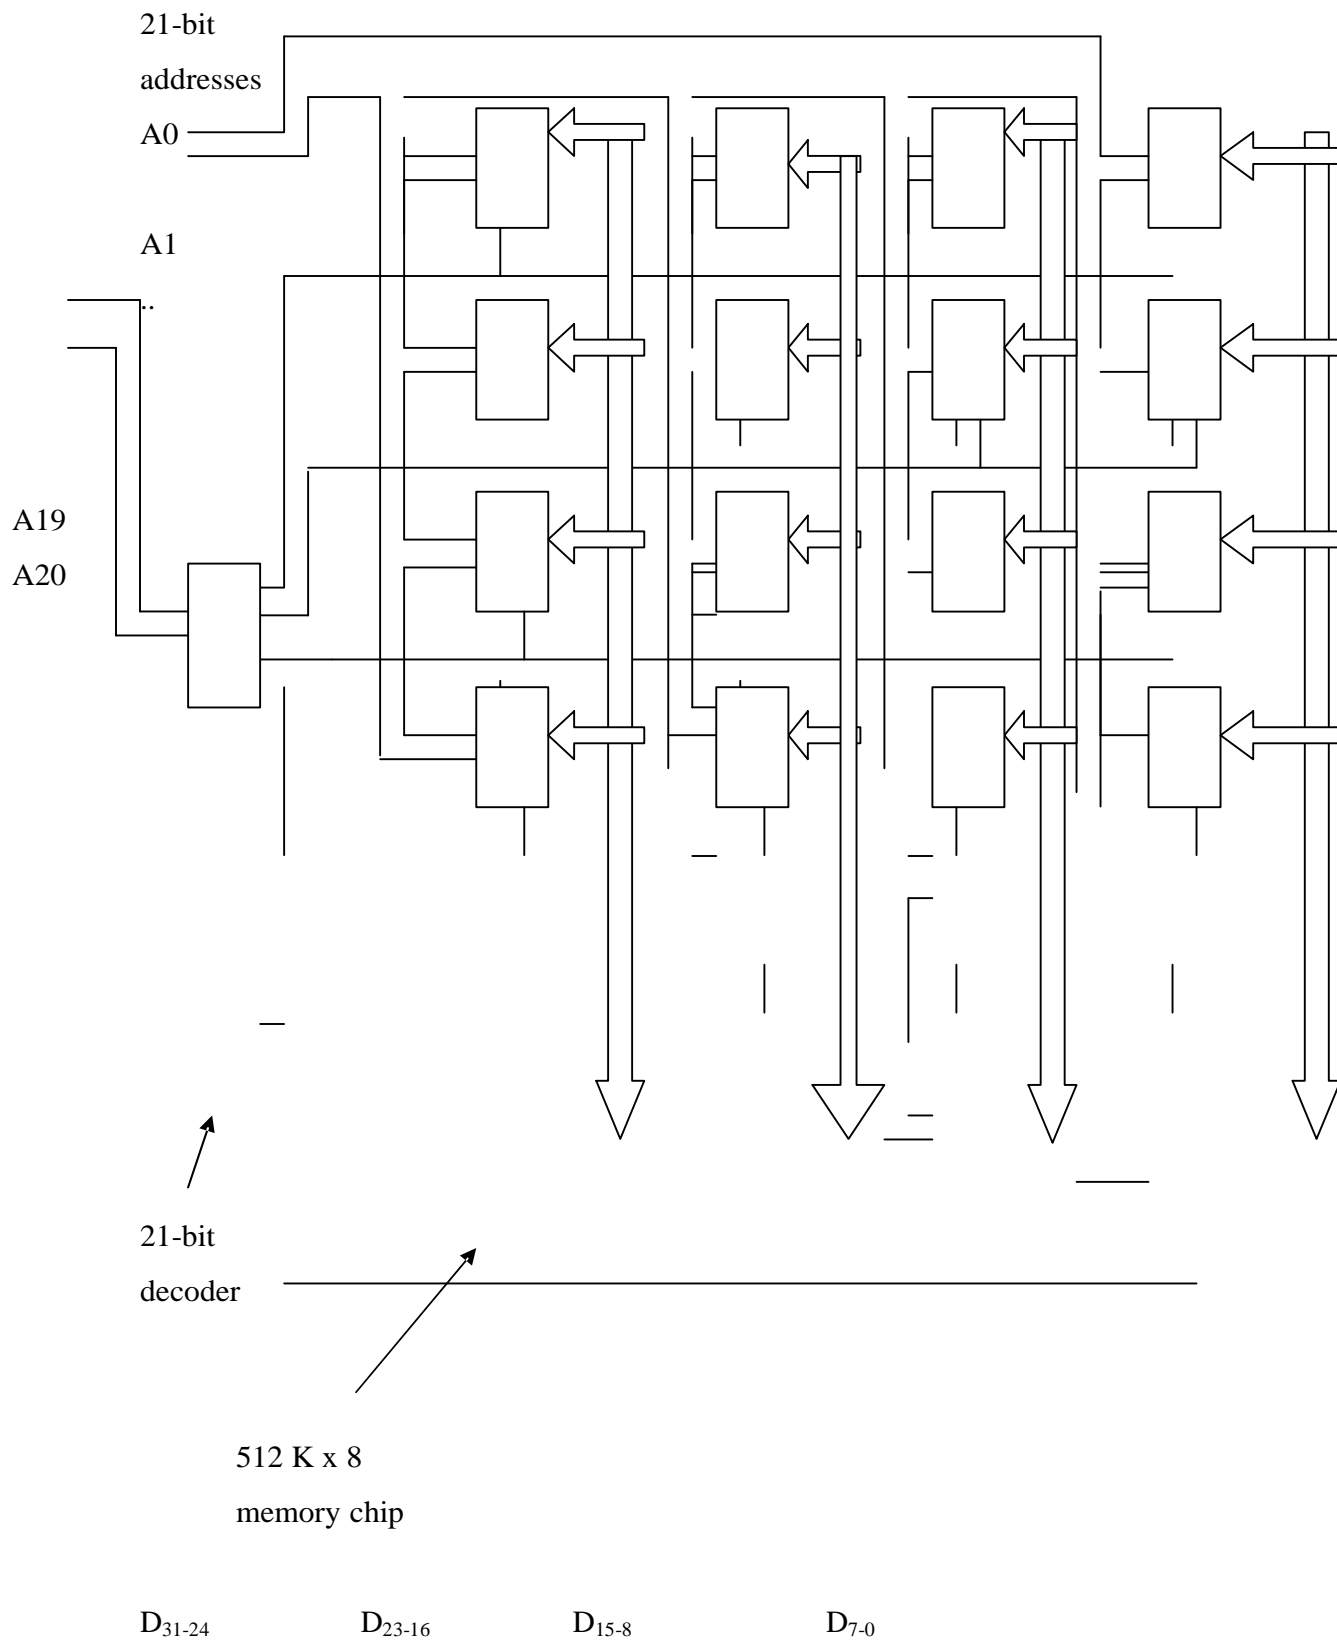 21-bit
addresses
A0
A1
..
A19
A20
21-bit
decoder
512 K x 8
memory chip
D31-24 D23-16 D15-8 D7-0